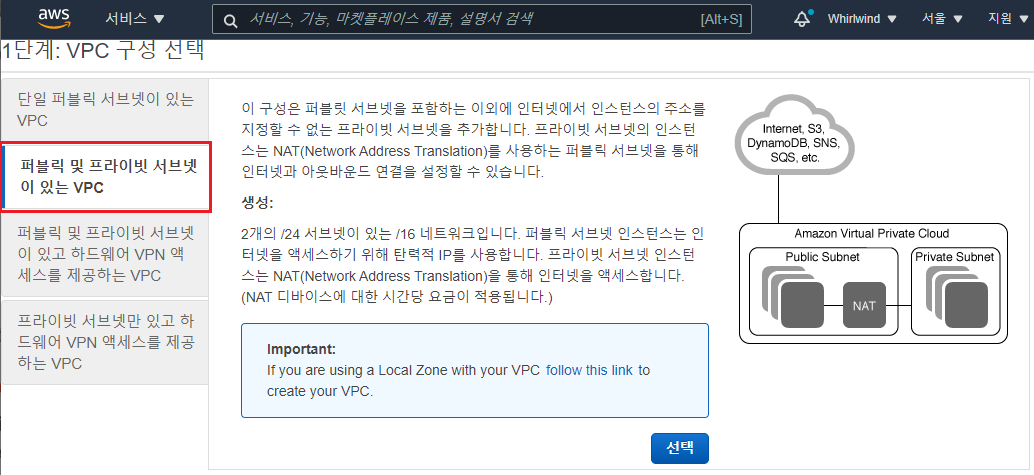 aws
서비스 ▼
서비스, 기능, 마켓플레이스 제품, 설명서 검색
[Alt+S]
Whirlwind ▼
서울 ▼
지원 ▼
1단계: VPC 구성 선택
단일 퍼블릭 서브넷이 있는
VPC
퍼블릭 및 프라이빗 서브넷
이 있는 VPC
퍼블릭 및 프라이빗 서브넷
이 있고 하드웨어 VPN 액
세스를 제공하는 VPC
프라이빗 서브넷만 있고 하
드웨어 VPN 액세스를 제공
하는 VPC
이 구성은 퍼블릿 서브넷을 포함하는 이외에 인터넷에서 인스턴스의 주소를
지정할 수 없는 프라이빗 서브넷을 추가합니다. 프라이빗 서브넷의 인스턴
스는 NAT(Network Address Translation)를 사용하는 퍼블릭 서브넷을 통해
인터넷과 아웃바운드 연결을 설정할 수 있습니다.
생성:
2개의 /24 서브넷이 있는 /16 네트워크입니다. 퍼블릭 서브넷 인스턴스는 인
터넷을 액세스하기 위해 탄력적 IP를 사용합니다. 프라이빗 서브넷 인스턴
스는 NAT(Network Address Translation)을 통해 인터넷을 액세스합니다.
(NAT 디바이스에 대한 시간당 요금이 적용됩니다.)
Important:
If you are using a Local Zone with your VPC follow this link to
create your VPC.
선택
Internet, S3,
DynamoDB, SNS,
SQS, etc.
Amazon Virtual Private Cloud
Public Subnet
Private Subnet
NAT